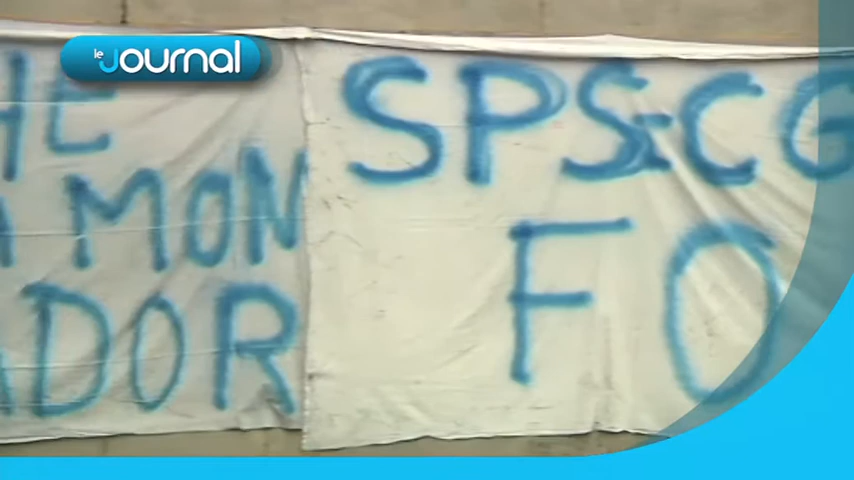 le Journal
HE
MON
ADOR
SPS-CG
FO